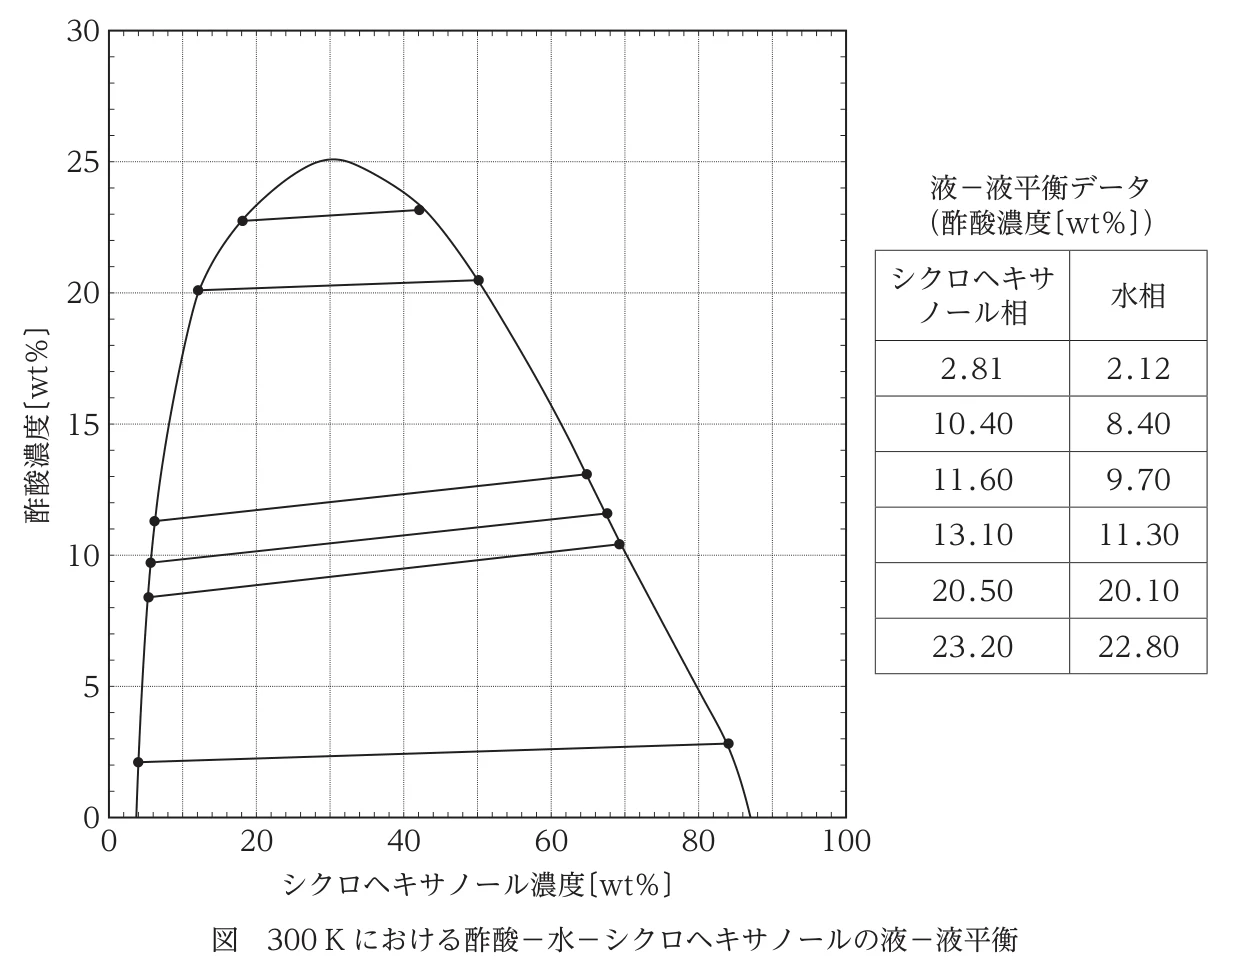 30
25
20
15
10
5
0
酢酸濃度〔wt%〕
0 20 40 60 80 100
シクロヘキサノール濃度〔wt%〕
液−液平衡データ
(酢酸濃度〔wt%〕)
シクロヘキサ
ノール相
水相
2.81 2.12
10.40 8.40
11.60 9.70
13.10 11.30
20.50 20.10
23.20 22.80
図　300 K における酢酸−水−シクロヘキサノールの液−液平衡